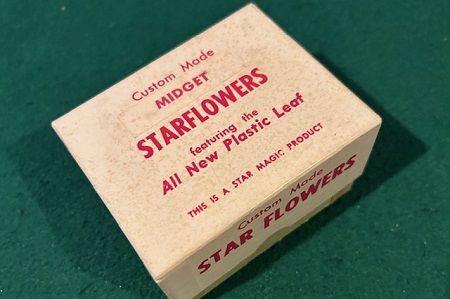 Custom Made
MIDGET
STARFLOWERS
featuring the
All New Plastic Leaf
THIS IS A STAR MAGIC PRODUCT
Custom Made
STAR FLOWERS